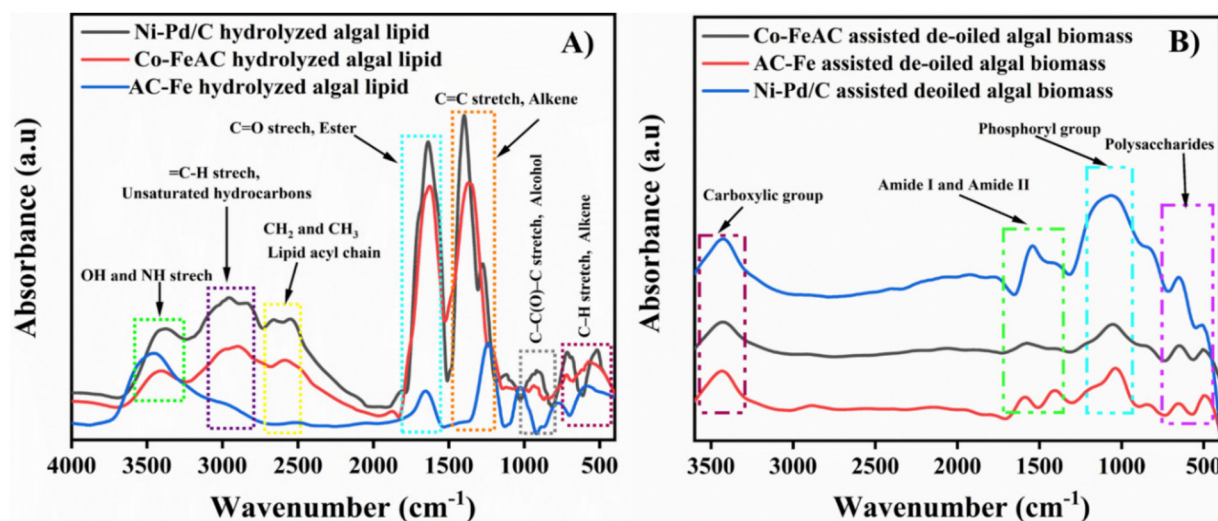 A)
Ni-Pd/C hydrolyzed algal lipid
Co-FeAC hydrolyzed algal lipid
AC-Fe hydrolyzed algal lipid
C=C stretch, Alkene
C=O strech, Ester
=C-H strech,
Unsaturated hydrocarbons
CH2 and CH3
Lipid acyl chain
OH and NH strech
C–C(O)–C stretch, Alcohol
C–H stretch, Alkene
Absorbance (a.u)
4000 3500 3000 2500 2000 1500 1000 500
Wavenumber (cm-1)
B)
Co-FeAC assisted de-oiled algal biomass
AC-Fe assisted de-oiled algal biomass
Ni-Pd/C assisted deoiled algal biomass
Phosphoryl group
Polysaccharides
Amide I and Amide II
Carboxylic group
Absorbance (a.u)
3500 3000 2500 2000 1500 1000 500
Wavenumber (cm-1)